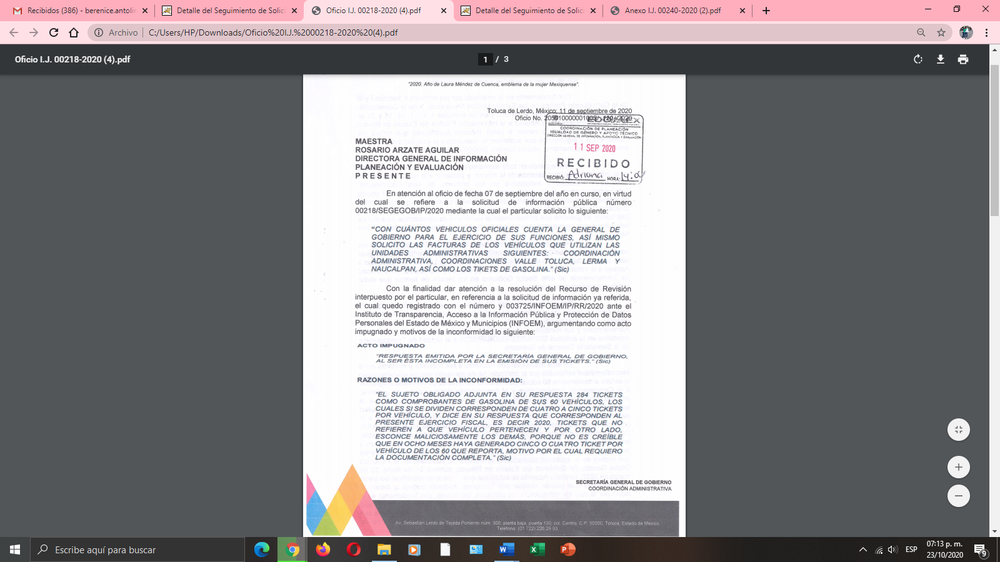 Recibidos (386) - berenice.antolin
Detalle del Seguimiento de Solici
Oficio I.J. 00218-2020 (4).pdf
Detalle del Seguimiento de Solici
Anexo I.J. 00240-2020 (2).pdf
Archivo
C:/Users/HP/Downloads/Oficio%20I.J.%2000218-2020%20(4).pdf
Oficio I.J. 00218-2020 (4).pdf
1 / 3
"2020. Año de Laura Méndez de Cuenca, emblema de la mujer Mexiquense".
Toluca de Lerdo, México; 11 de septiembre de 2020
Oficio No.
EDOMEX
COORDINACIÓN DE PLANEACIÓN
IGUALDAD DE GÉNERO Y APOYO TÉCNICO
DIRECCIÓN GENERAL DE INFORMACIÓN, PLANEACIÓN Y EVALUACIÓN
11 SEP 2020
RECIBIDO
RECIBIÓ: Adriana HORA: 14:00
MAESTRA
ROSARIO ARZATE AGUILAR
DIRECTORA GENERAL DE INFORMACIÓN
PLANEACIÓN Y EVALUACIÓN
P R E S E N T E
En atención al oficio de fecha 07 de septiembre del año en curso, en virtud
del cual se refiere a la solicitud de información pública número
00218/SEGEGOB/IP/2020 mediante la cual el particular solicito lo siguiente:
"CON CUÁNTOS VEHICULOS OFICIALES CUENTA LA GENERAL DE
GOBIERNO PARA EL EJERCICIO DE SUS FUNCIONES, ASÍ MISMO
SOLICITO LAS FACTURAS DE LOS VEHÍCULOS QUE UTILIZAN LAS
UNIDADES ADMINISTRATIVAS SIGUIENTES: COORDINACIÓN
ADMINISTRATIVA, COORDINACIONES VALLE TOLUCA, LERMA Y
NAUCALPAN, ASÍ COMO LOS TIKETS DE GASOLINA." (Sic)
Con la finalidad dar atención a la resolución del Recurso de Revisión
interpuesto por el particular, en referencia a la solicitud de información ya referida,
el cual quedo registrado con el número y 003725/INFOEM/IP/RR/2020 ante el
Instituto de Transparencia, Acceso a la Información Pública y Protección de Datos
Personales del Estado de México y Municipios (INFOEM), argumentando como acto
impugnado y motivos de la inconformidad lo siguiente:
ACTO IMPUGNADO
"RESPUESTA EMITIDA POR LA SECRETARÍA GENERAL DE GOBIERNO,
AL SER ÉSTA INCOMPLETA EN LA EMISIÓN DE SUS TICKETS." (Sic)
RAZONES O MOTIVOS DE LA INCONFORMIDAD:
"EL SUJETO OBLIGADO ADJUNTA EN SU RESPUESTA 284 TICKETS
COMO COMPROBANTES DE GASOLINA DE SUS 60 VEHÍCULOS, LOS
CUALES SI SE DIVIDEN CORRESPONDEN DE CUATRO A CINCO TICKETS
POR VEHÍCULO, Y DICE EN SU RESPUESTA QUE CORRESPONDEN AL
PRESENTE EJERCICIO FISCAL, ES DECIR 2020, TICKETS QUE NO
REFIEREN A QUE VEHÍCULO PERTENECEN Y POR OTRO LADO,
ESCONCE MALICIOSAMENTE LOS DEMÁS, PORQUE NO ES CREÍBLE
QUE EN OCHO MESES HAYA GENERADO CINCO O CUATRO TICKET POR
VEHÍCULO DE LOS 60 QUE REPORTA, MOTIVO POR EL CUAL REQUIERO
LA DOCUMENTACIÓN COMPLETA." (Sic)
SECRETARÍA GENERAL DE GOBIERNO
COORDINACIÓN ADMINISTRATIVA
Av. Sebastián Lerdo de Tejada Poniente núm. 300, planta baja, puerta 130, col. Centro, C.P. 50000, Toluca, Estado de México.
Teléfono: (01 722) 226 29 93
Escribe aquí para buscar
ESP
07:13 p. m.
23/10/2020
9